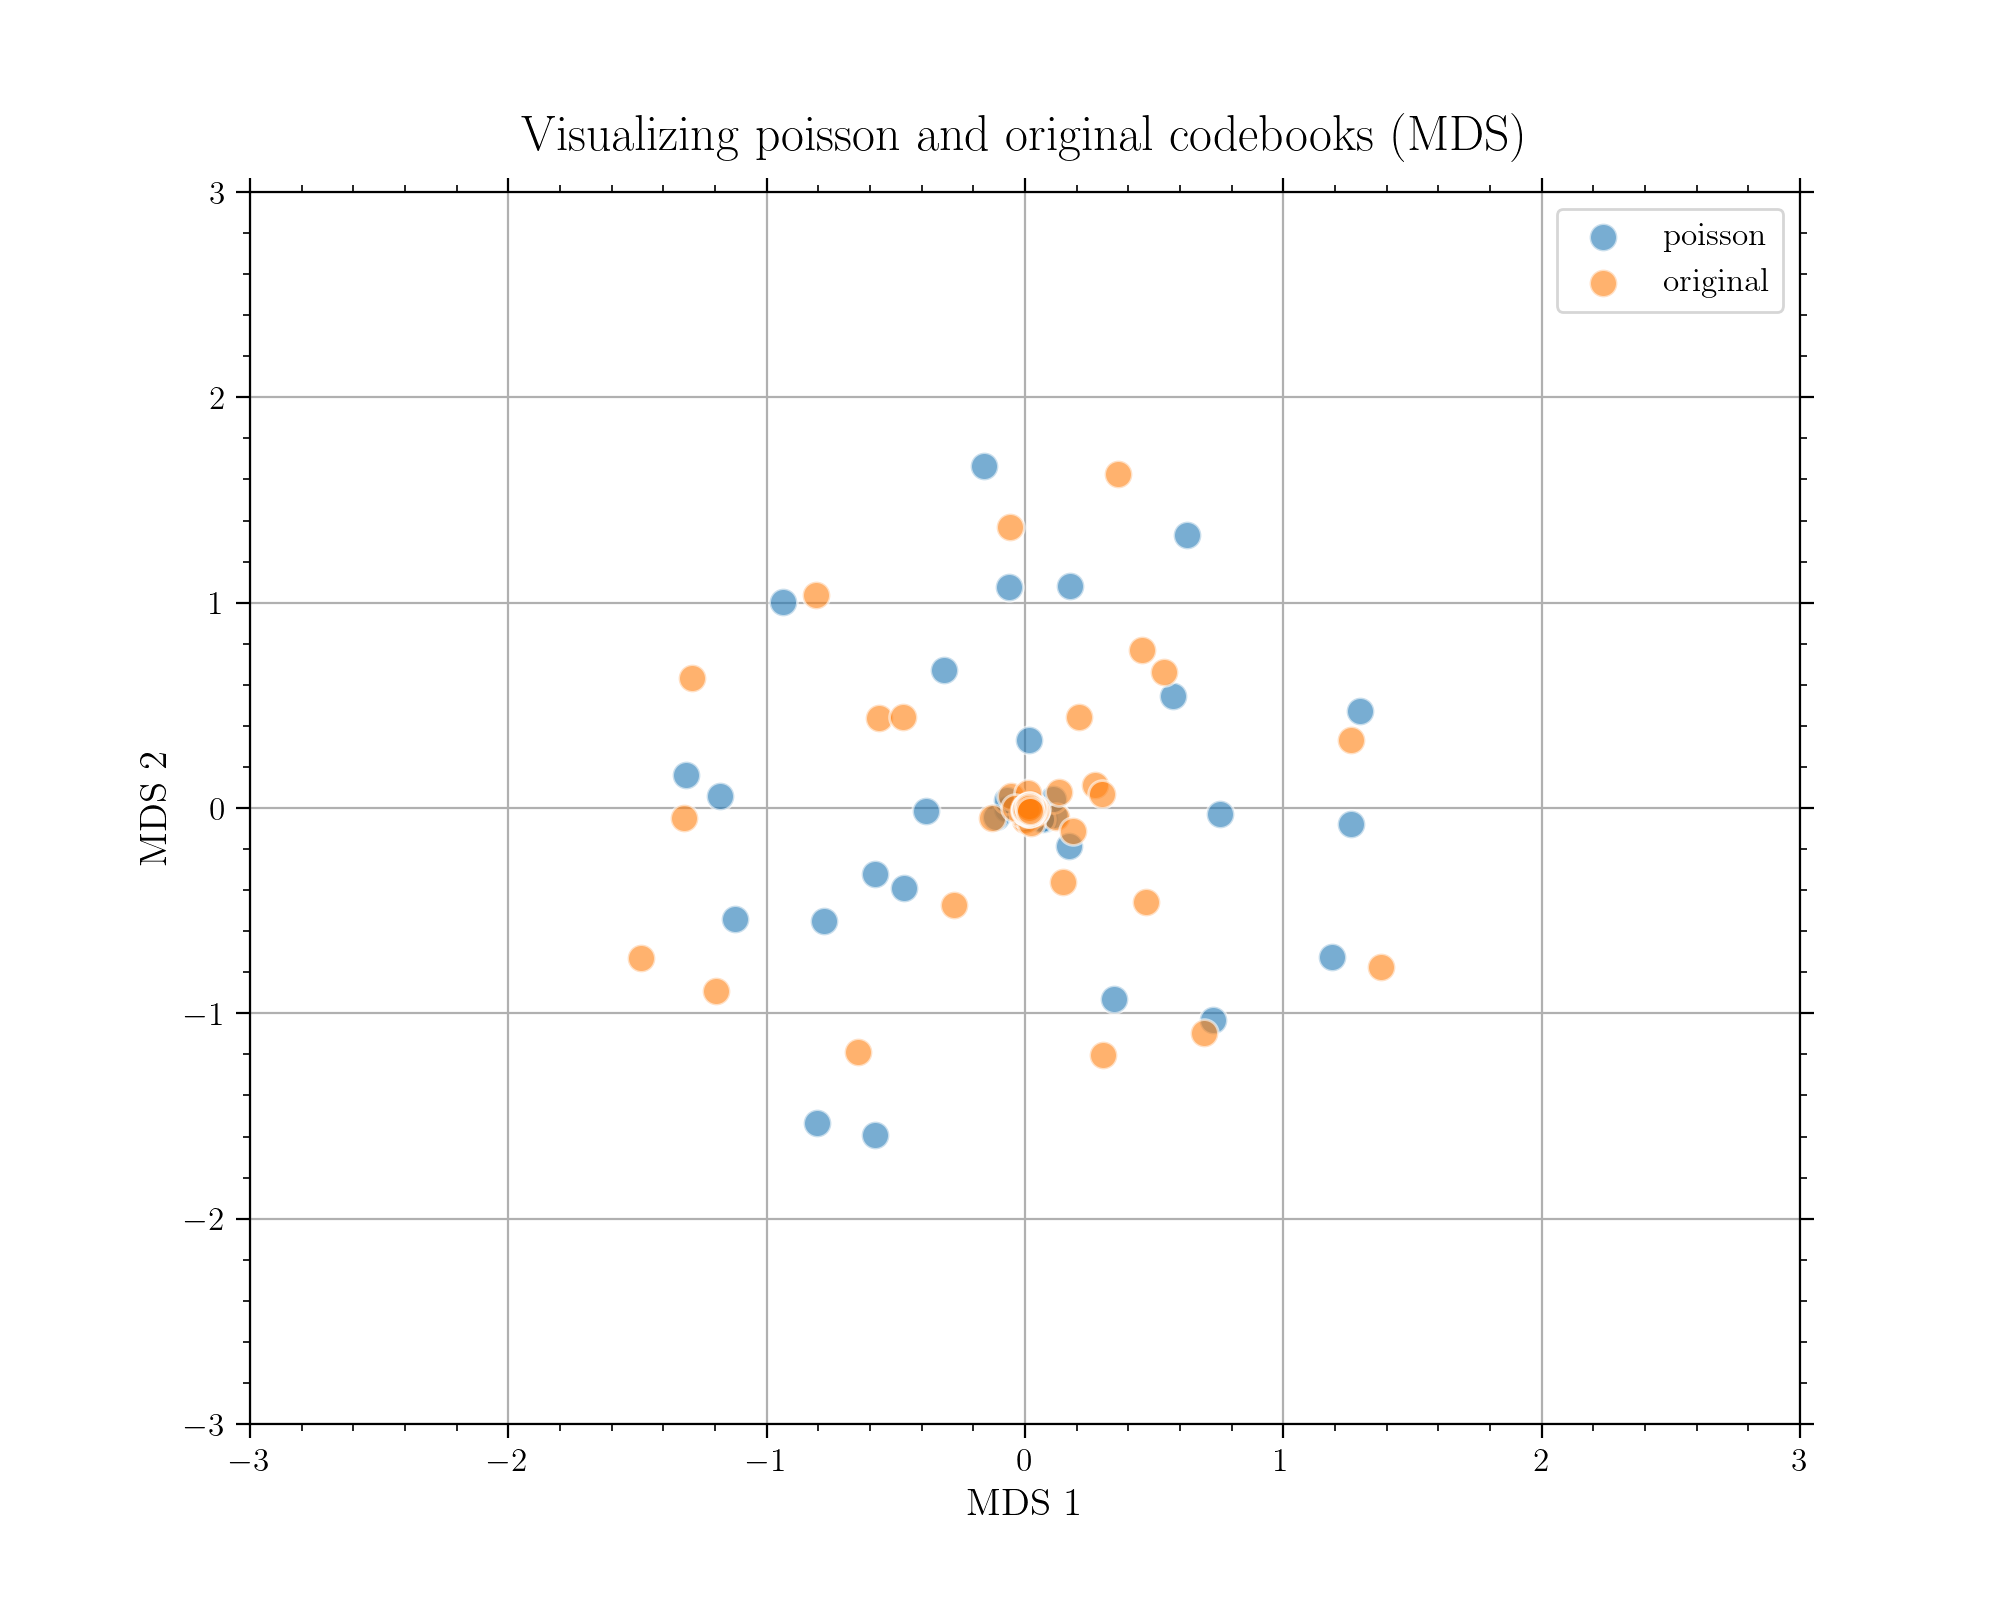 Visualizing poisson and original codebooks (MDS)
poisson
original
3
2
1
0
−1
−2
−3
MDS 2
−3
−2
−1
0
1
2
3
MDS 1